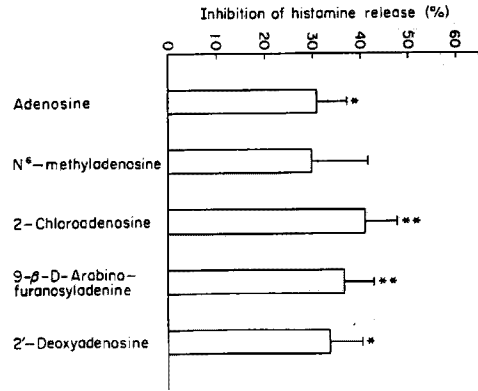 Inhibition of histamine release (%)
0 10 20 30 40 50 60
Adenosine *
N⁶-methyladenosine
2-Chloroadenosine **
9-β-D-Arabino-
furanosyladenine **
2'-Deoxyadenosine *